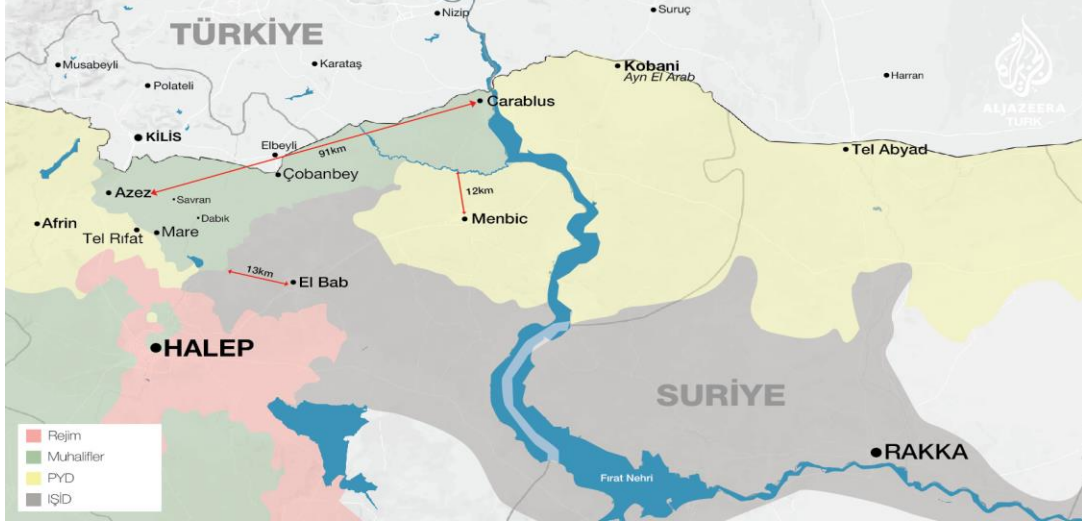 Nizip
Suruç
TÜRKİYE
Musabeyli
Karataş
Kobani
Ayn El Arab
Harran
Polateli
ALJAZEERA
TURK
Carablus
KİLİS
Elbeyli
91km
Tel Abyad
Çobanbey
Azez
Savran
12km
Dabık
Menbic
Afrin
Tel Rıfat
Mare
13km
El Bab
HALEP
SURİYE
Rejim
Muhalifler
PYD
IŞİD
RAKKA
Fırat Nehri